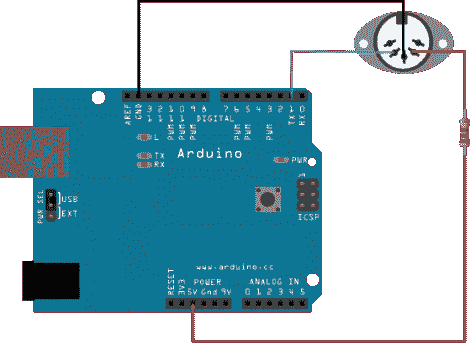 AREF GND 13 12 11 10 9 8 7 6 5 4 3 2 1 0
TX RX
DIGITAL
PWM PWM PWM PWM PWM PWM
L
TX
RX
Arduino
PWR
1
ICSP
PWR SEL
USB
EXT
www.arduino.cc
POWER
ANALOG IN
RESET 3V3 5V Gnd 9V
0 1 2 3 4 5